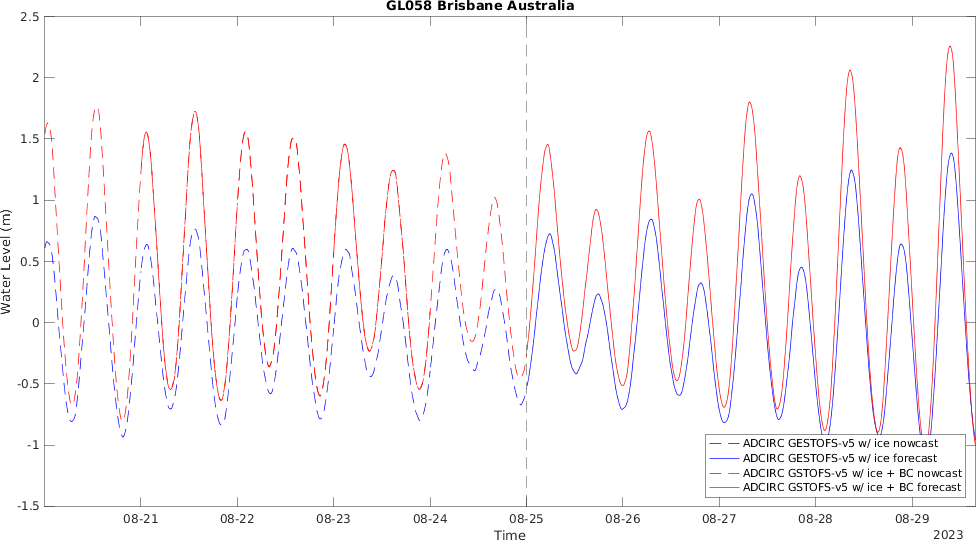 GL058 Brisbane Australia
2.5
2
1.5
1
0.5
0
-0.5
-1
-1.5
Water Level (m)
08-21 08-22 08-23 08-24 08-25 08-26 08-27 08-28 08-29
Time
2023
ADCIRC GESTOFS-v5 w/ ice nowcast
ADCIRC GESTOFS-v5 w/ ice forecast
ADCIRC GSTOFS-v5 w/ ice + BC nowcast
ADCIRC GSTOFS-v5 w/ ice + BC forecast